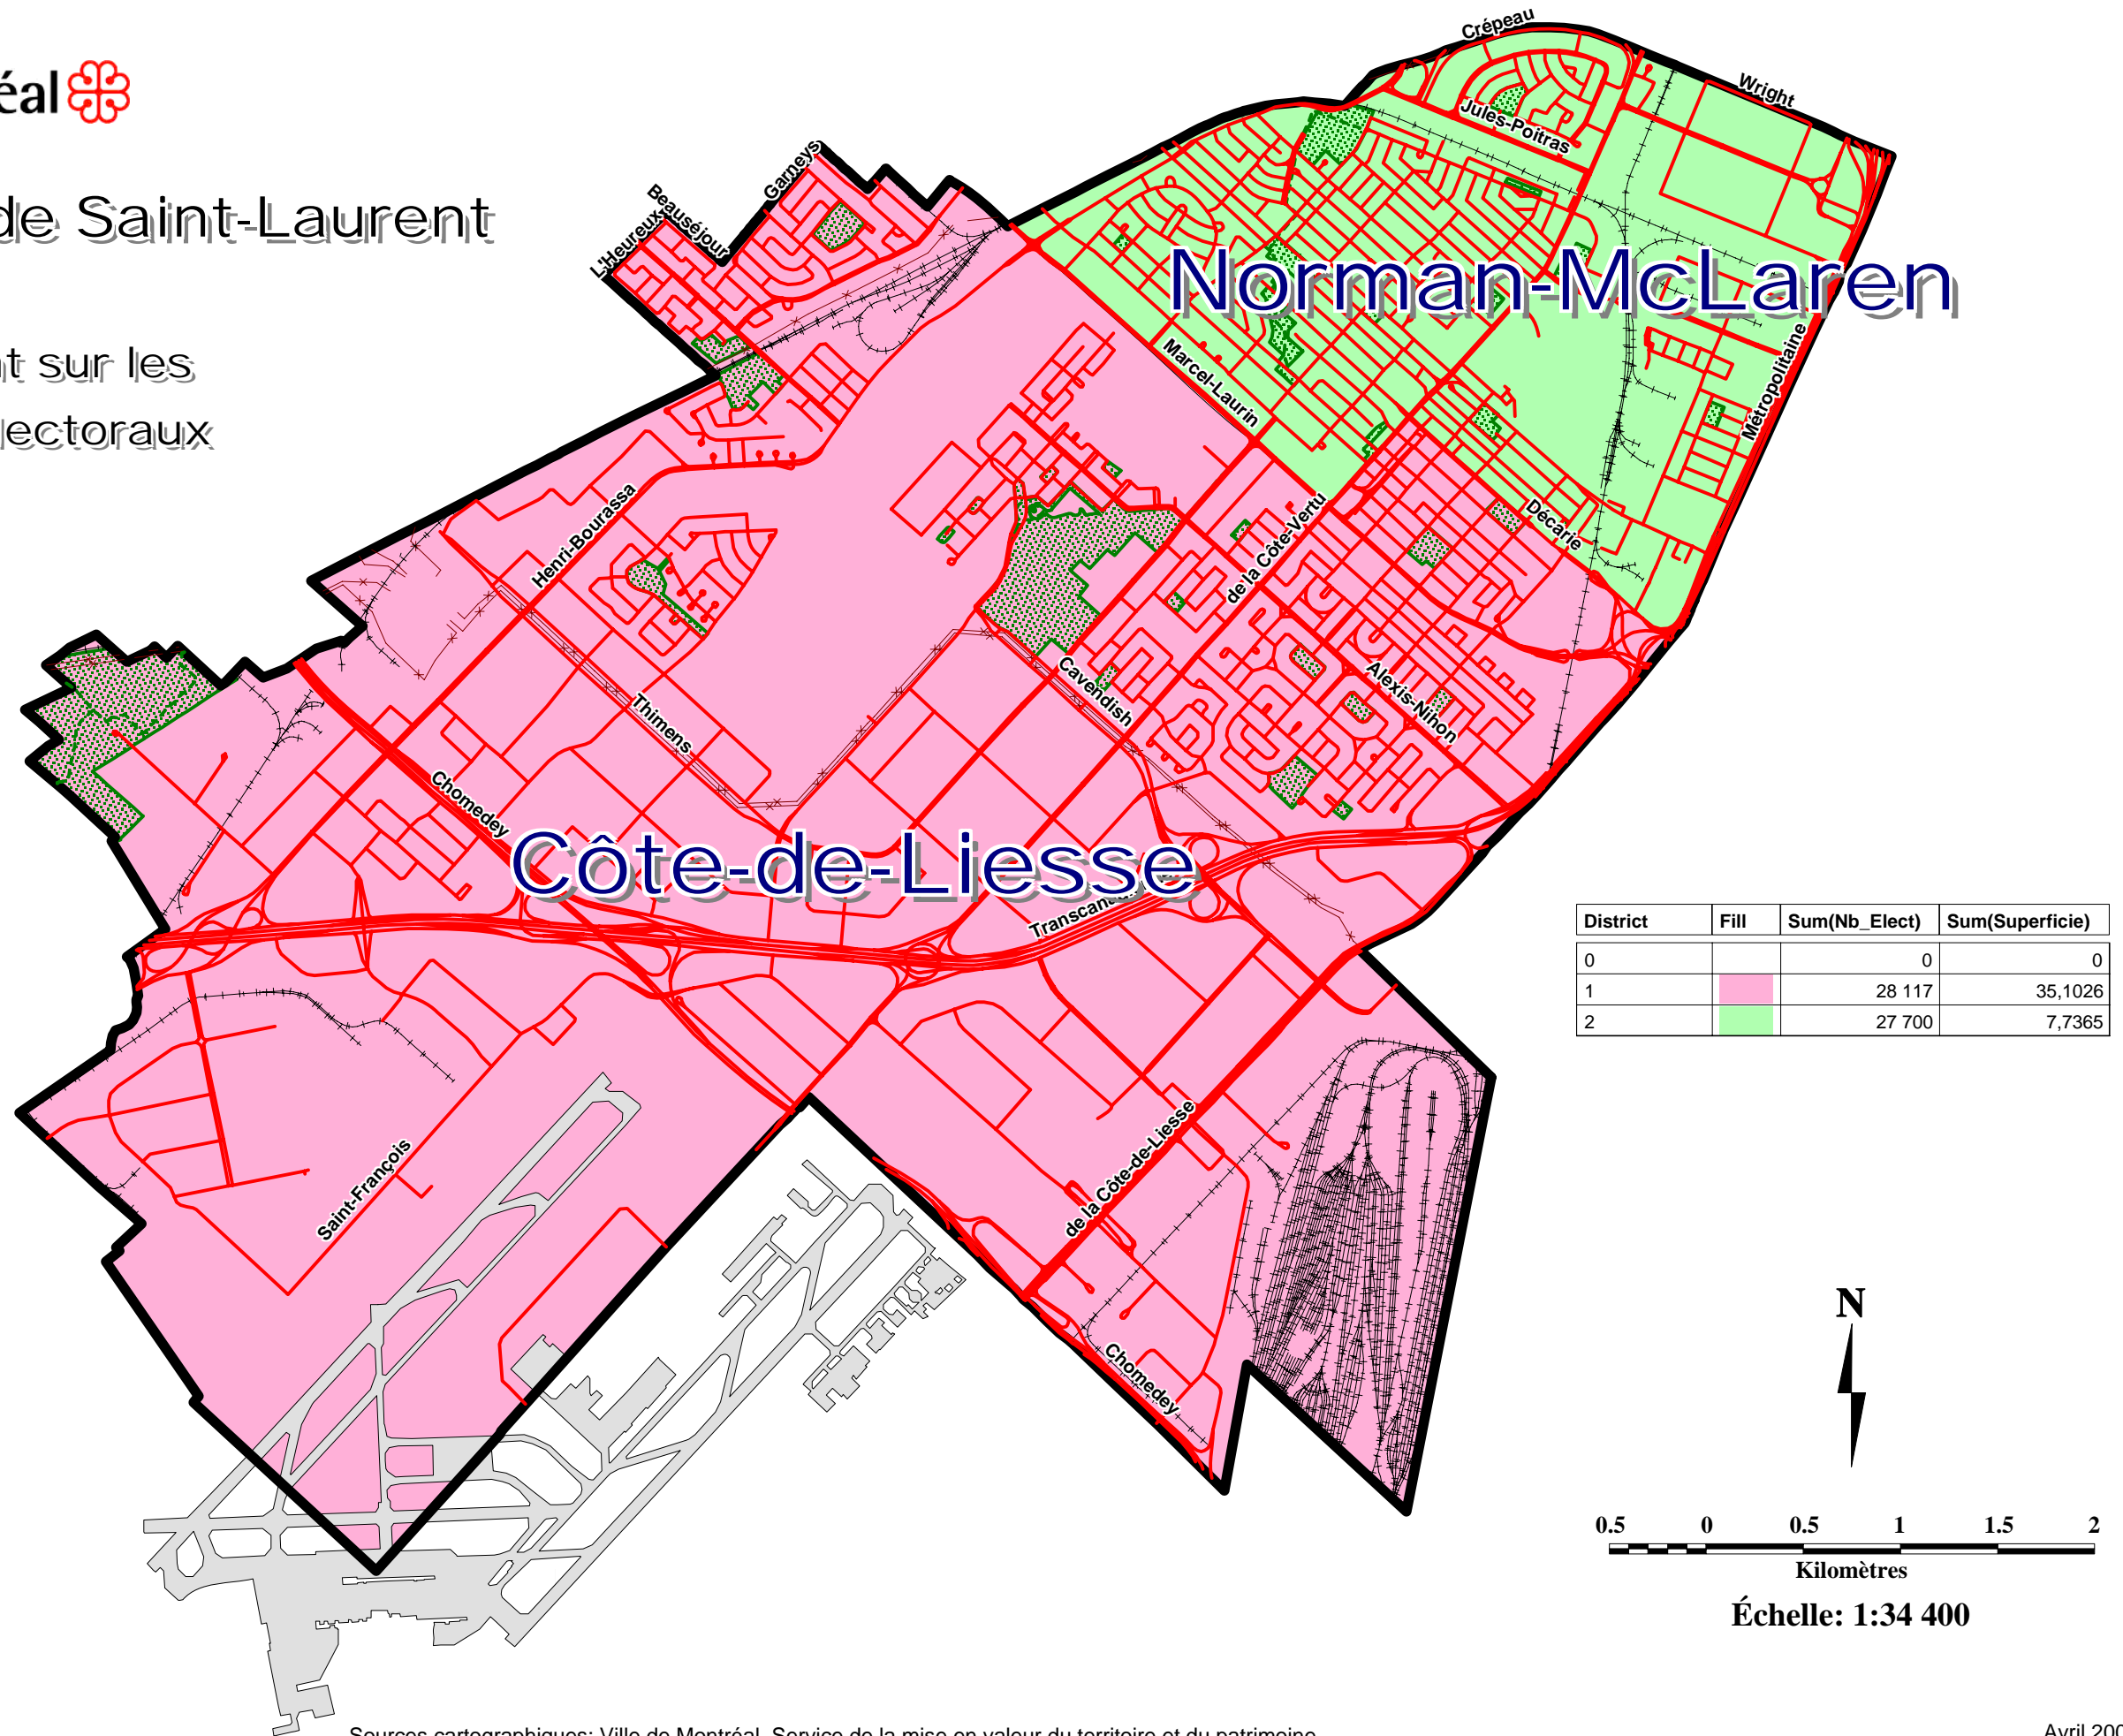 éal
de Saint-Laurent
nt sur les
lectoraux
Crépeau
Wright
Jules-Poitras
Garneys
Beauséjour
L'Heureux
Norman-McLaren
Marcel-Laurin
Métropolitaine
Henri-Bourassa
de la Côte-Vertu
Décarie
Thimens
Cavendish
Alexis-Nihon
Chomedey
Côte-de-Liesse
District Fill Sum(Nb_Elect) Sum(Superficie)
0 0 0
1 28 117 35,1026
2 27 700 7,7365
Saint-François
de la Côte-de-Liesse
Chomedey
N
0.5 0 0.5 1 1.5 2
Kilomètres
Échelle: 1:34 400
Sources cartographiques: Ville de Montréal, Service de la mise en valeur du territoire et du patrimoine
Avril 200